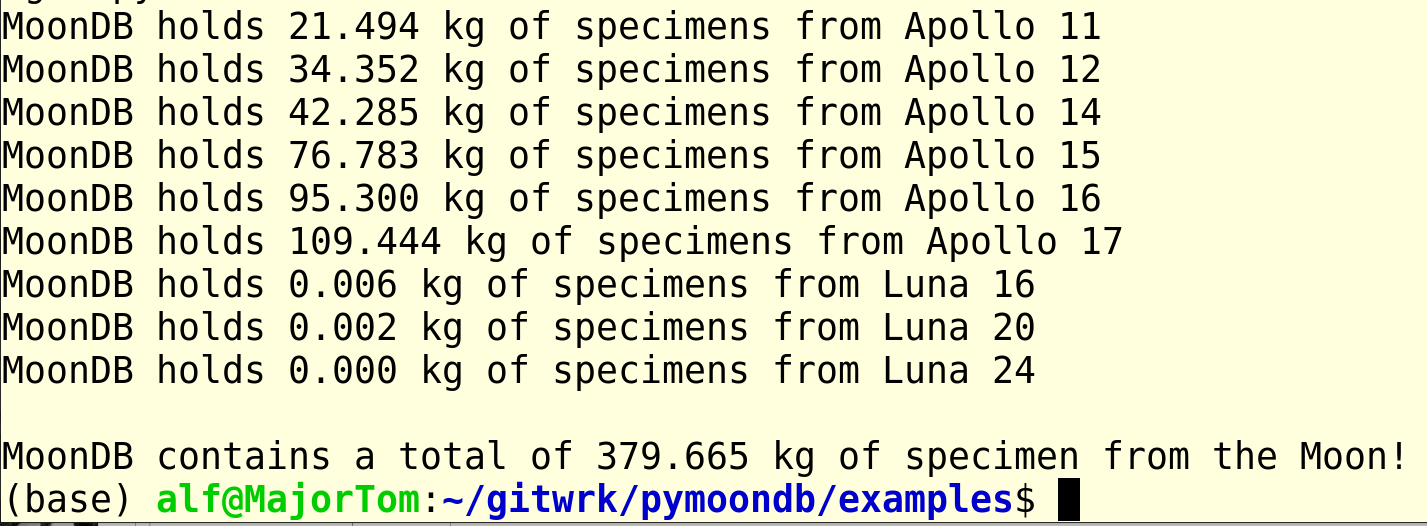 MoonDB holds 21.494 kg of specimens from Apollo 11
MoonDB holds 34.352 kg of specimens from Apollo 12
MoonDB holds 42.285 kg of specimens from Apollo 14
MoonDB holds 76.783 kg of specimens from Apollo 15
MoonDB holds 95.300 kg of specimens from Apollo 16
MoonDB holds 109.444 kg of specimens from Apollo 17
MoonDB holds 0.006 kg of specimens from Luna 16
MoonDB holds 0.002 kg of specimens from Luna 20
MoonDB holds 0.000 kg of specimens from Luna 24
MoonDB contains a total of 379.665 kg of specimen from the Moon!
(base) alf@MajorTom:~/gitwrk/pymoondb/examples$